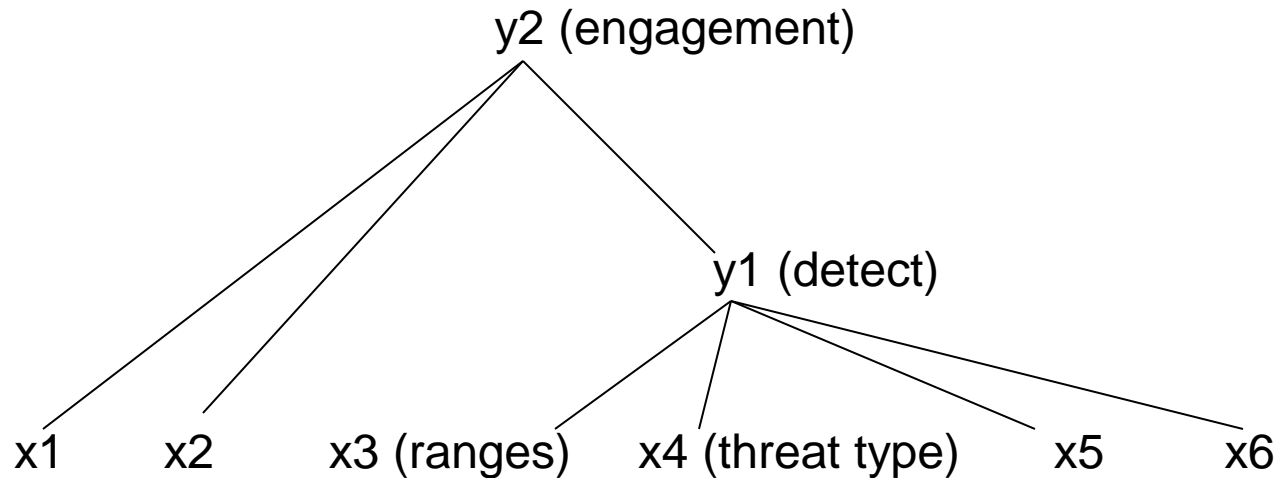 y2 (engagement)
y1 (detect)
x1 x2 x3 (ranges) x4 (threat type) x5 x6